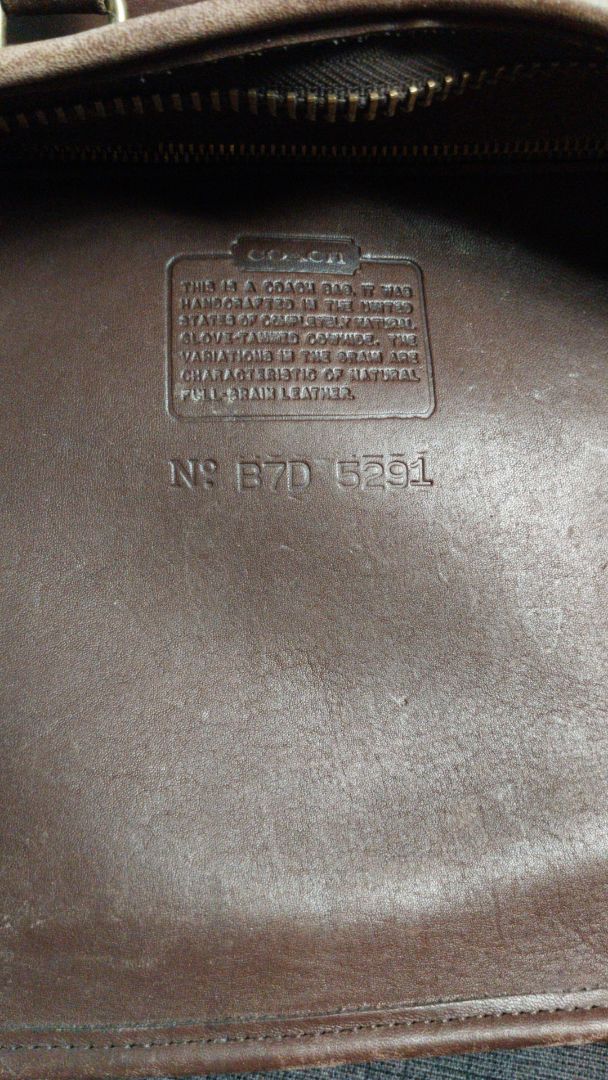 COACH
THIS IS A COACH BAG. IT WAS
HANDCRAFTED IN THE UNITED
STATES OF COMPLETELY NATURAL
GLOVE-TANNED COWHIDE. THE
VARIATIONS IN THE GRAIN ARE
CHARACTERISTIC OF NATURAL
FULL-GRAIN LEATHER.
Nº B7D 5291